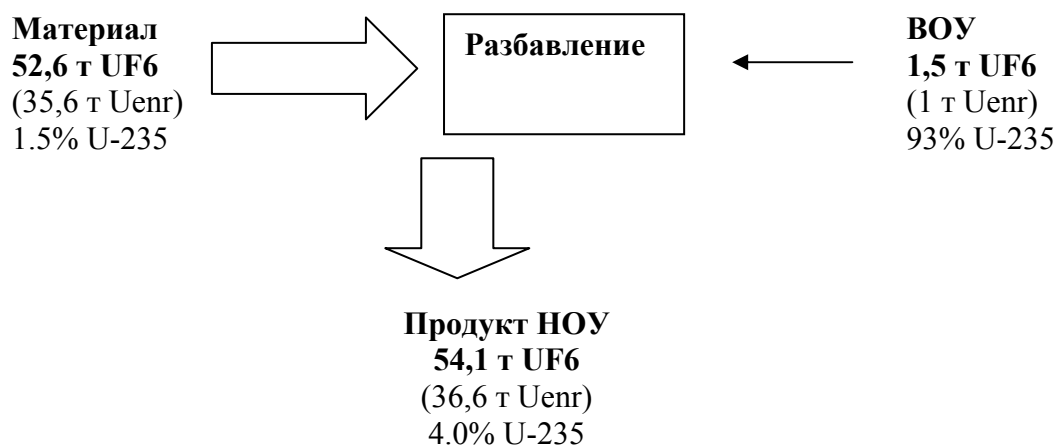 Материал
52,6 т UF6
(35,6 т Uenr)
1.5% U-235
Разбавление
ВОУ
1,5 т UF6
(1 т Uenr)
93% U-235
Продукт НОУ
54,1 т UF6
(36,6 т Uenr)
4.0% U-235